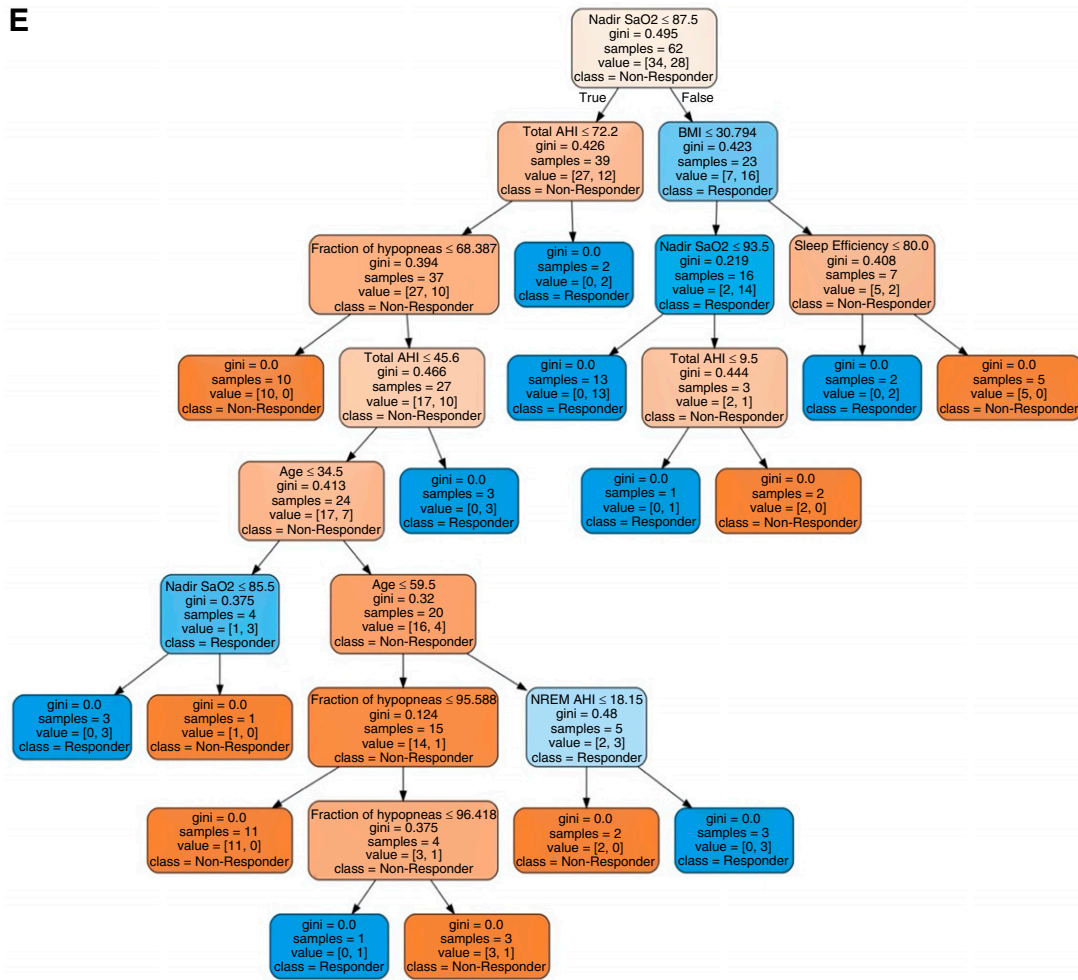 E
Nadir SaO2 ≤ 87.5
gini = 0.495
samples = 62
value = [34, 28]
class = Non-Responder
True
False
Total AHI ≤ 72.2
gini = 0.426
samples = 39
value = [27, 12]
class = Non-Responder
BMI ≤ 30.794
gini = 0.423
samples = 23
value = [7, 16]
class = Responder
Fraction of hypopneas ≤ 68.387
gini = 0.394
samples = 37
value = [27, 10]
class = Non-Responder
gini = 0.0
samples = 2
value = [0, 2]
class = Responder
Nadir SaO2 ≤ 93.5
gini = 0.219
samples = 16
value = [2, 14]
class = Responder
Sleep Efficiency ≤ 80.0
gini = 0.408
samples = 7
value = [5, 2]
class = Non-Responder
gini = 0.0
samples = 10
value = [10, 0]
class = Non-Responder
Total AHI ≤ 45.6
gini = 0.466
samples = 27
value = [17, 10]
class = Non-Responder
gini = 0.0
samples = 13
value = [0, 13]
class = Responder
Total AHI ≤ 9.5
gini = 0.444
samples = 3
value = [2, 1]
class = Non-Responder
gini = 0.0
samples = 2
value = [0, 2]
class = Responder
gini = 0.0
samples = 5
value = [5, 0]
class = Non-Responder
Age ≤ 34.5
gini = 0.413
samples = 24
value = [17, 7]
class = Non-Responder
gini = 0.0
samples = 3
value = [0, 3]
class = Responder
gini = 0.0
samples = 1
value = [0, 1]
class = Responder
gini = 0.0
samples = 2
value = [2, 0]
class = Non-Responder
Nadir SaO2 ≤ 85.5
gini = 0.375
samples = 4
value = [1, 3]
class = Responder
Age ≤ 59.5
gini = 0.32
samples = 20
value = [16, 4]
class = Non-Responder
gini = 0.0
samples = 3
value = [0, 3]
class = Responder
gini = 0.0
samples = 1
value = [1, 0]
class = Non-Responder
Fraction of hypopneas ≤ 95.588
gini = 0.124
samples = 15
value = [14, 1]
class = Non-Responder
NREM AHI ≤ 18.15
gini = 0.48
samples = 5
value = [2, 3]
class = Responder
gini = 0.0
samples = 11
value = [11, 0]
class = Non-Responder
Fraction of hypopneas ≤ 96.418
gini = 0.375
samples = 4
value = [3, 1]
class = Non-Responder
gini = 0.0
samples = 2
value = [2, 0]
class = Non-Responder
gini = 0.0
samples = 3
value = [0, 3]
class = Responder
gini = 0.0
samples = 1
value = [0, 1]
class = Responder
gini = 0.0
samples = 3
value = [3, 1]
class = Non-Responder